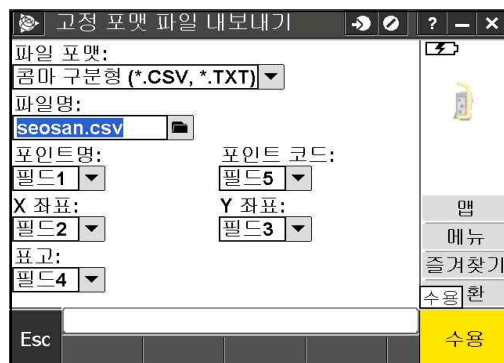 고정 포맷 파일 내보내기
? – ×
파일 포맷:
콤마 구분형 (*.CSV, *.TXT)
파일명:
seosan.csv
포인트명: 포인트 코드:
필드1 필드5
X 좌표: Y 좌표:
필드2 필드3
표고:
필드4
맵
메뉴
즐겨찾기
수용 환
Esc
수용